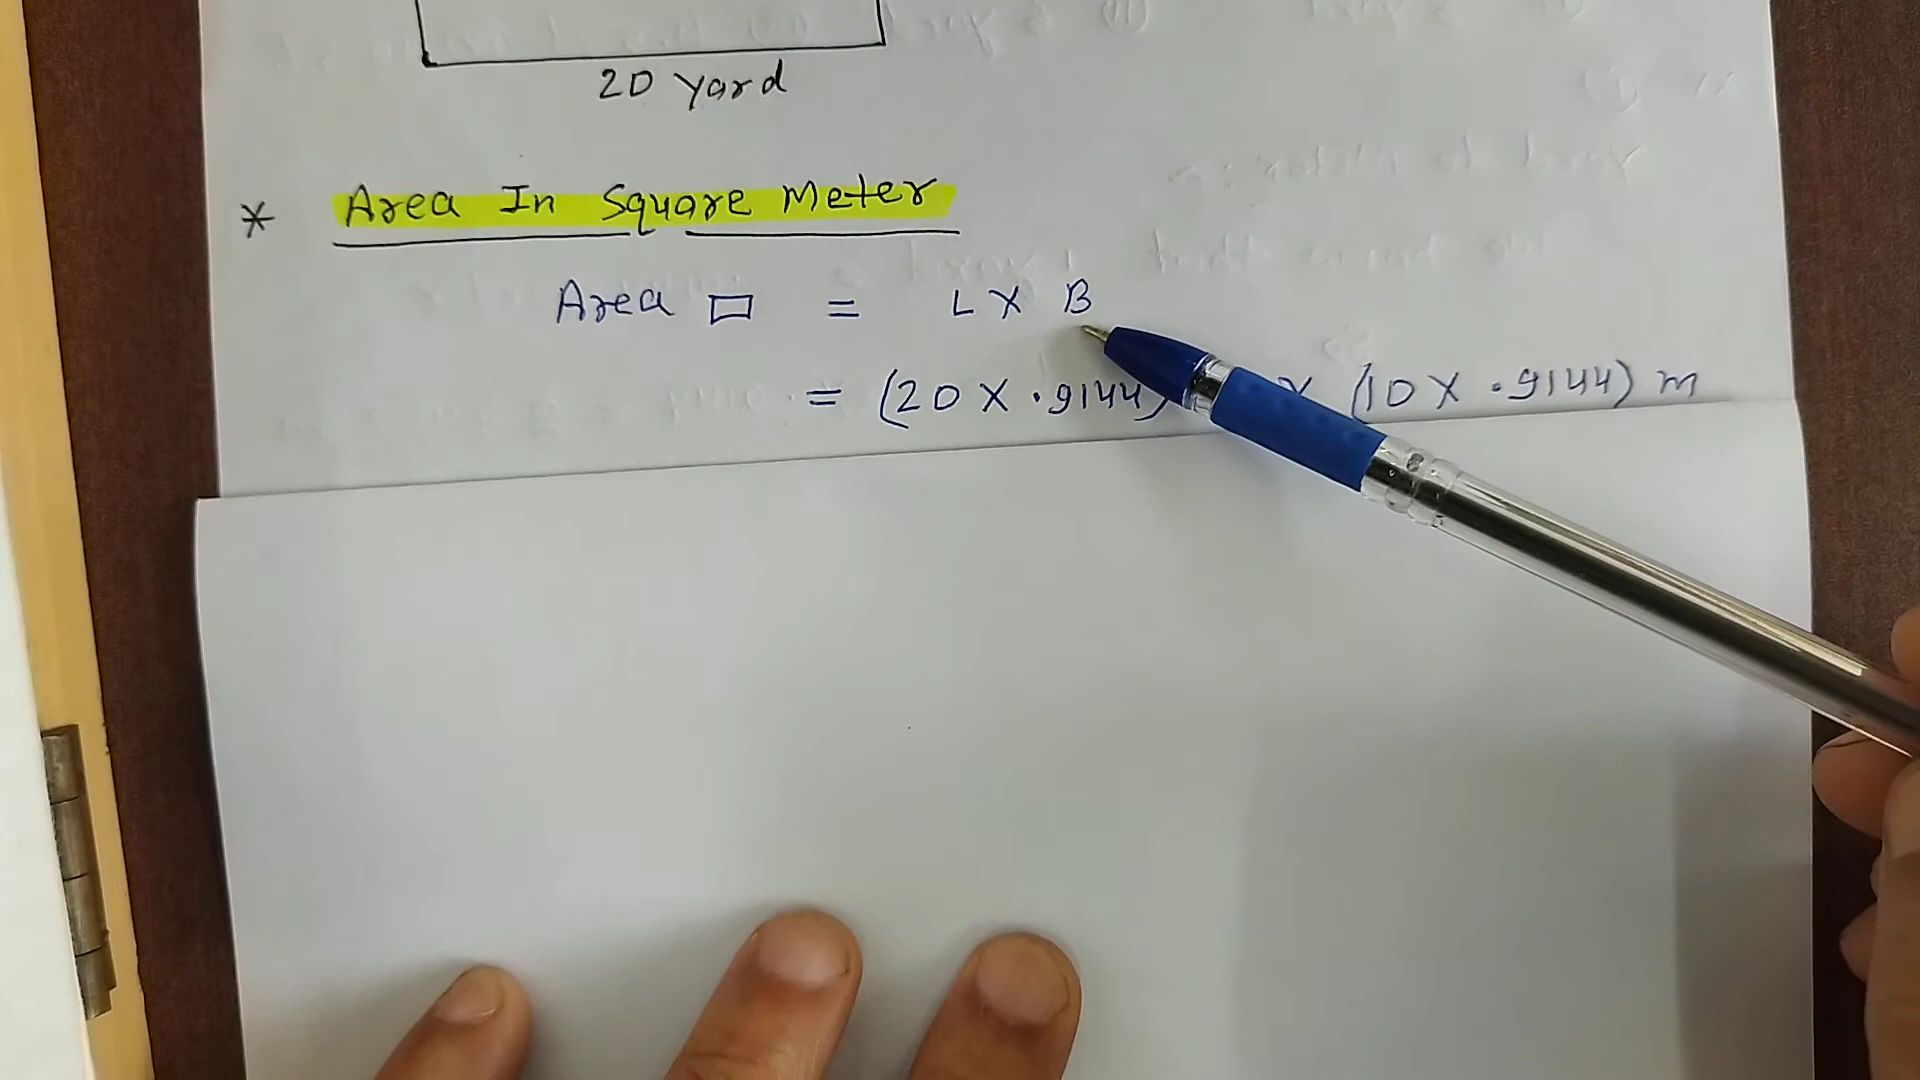 20 yard
* Area In Square Meter
Area ▭ = L X B
= (20 X .9144) X (10 X .9144) m